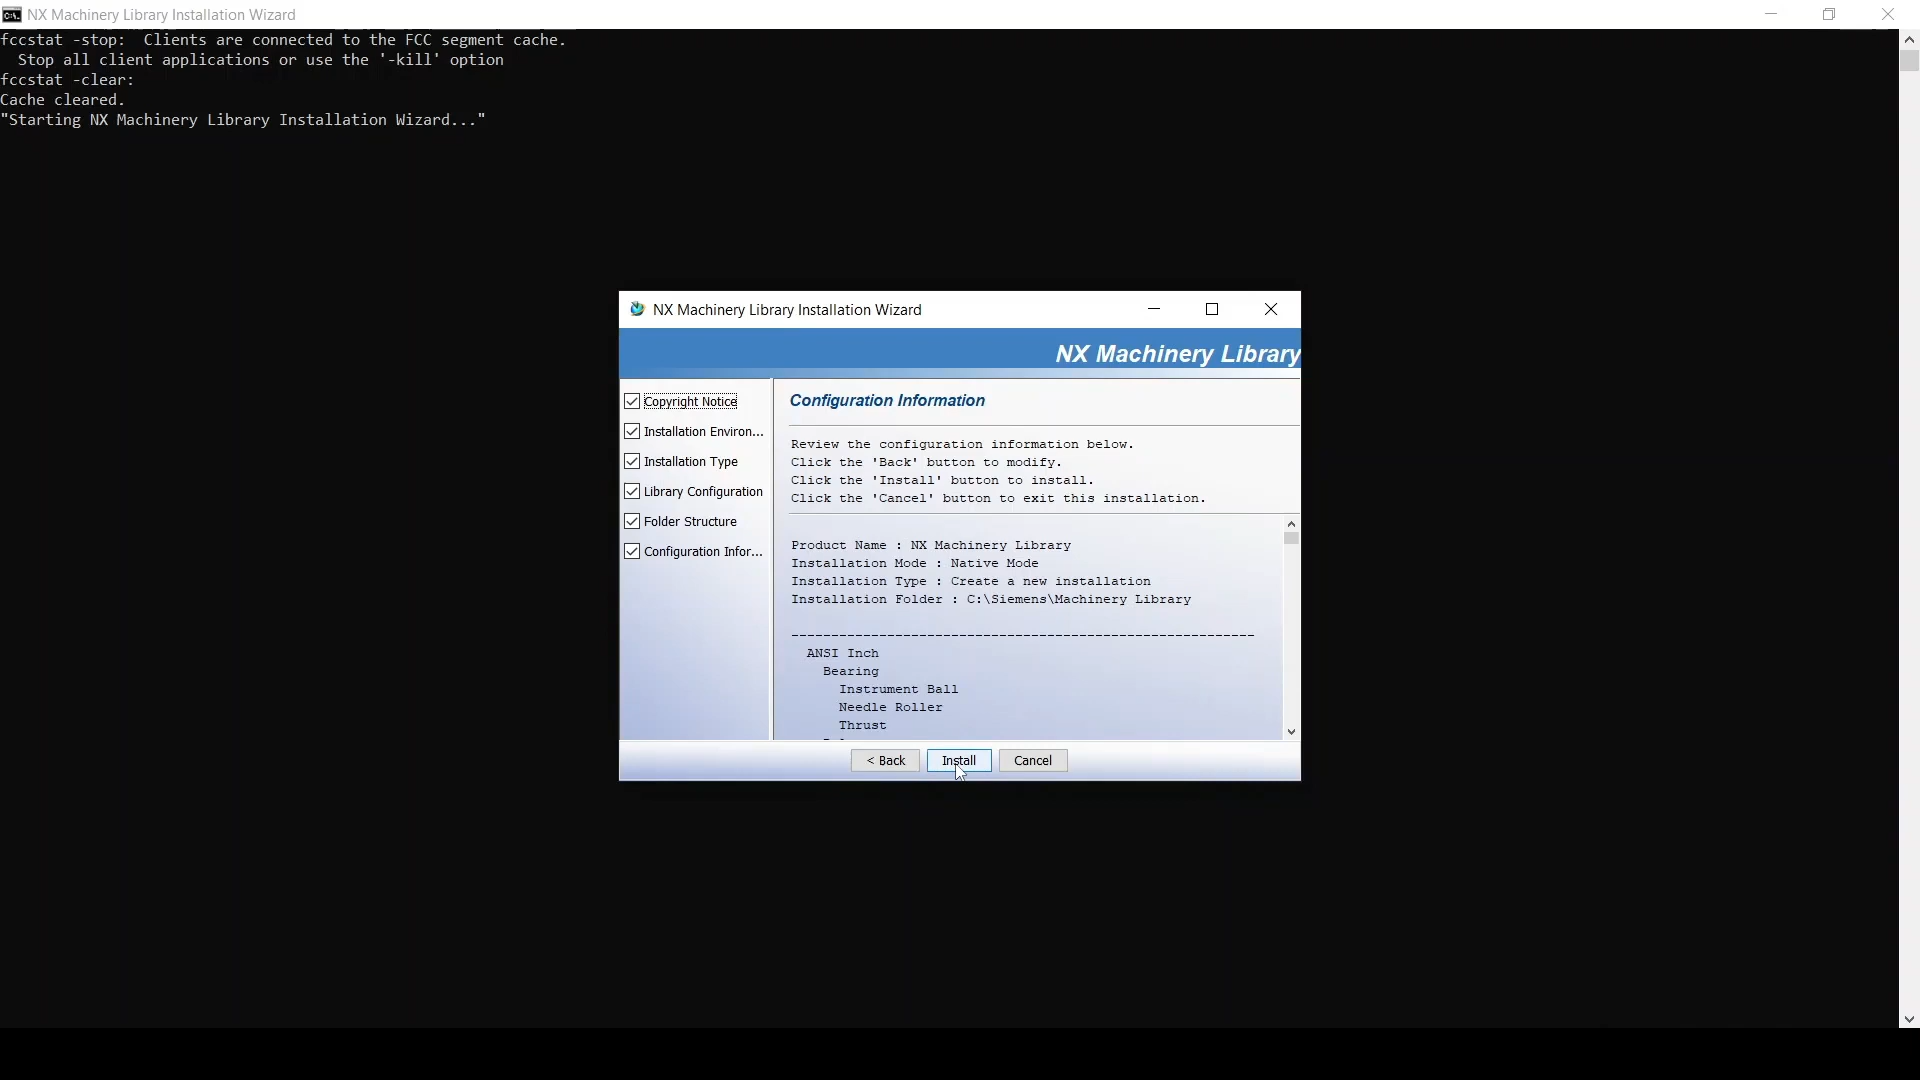 NX Machinery Library Installation Wizard
fccstat -stop:  Clients are connected to the FCC segment cache.
  Stop all client applications or use the '-kill' option
fccstat -clear:
Cache cleared.
"Starting NX Machinery Library Installation Wizard..."
NX Machinery Library Installation Wizard
NX Machinery Library
Copyright Notice
Installation Environ...
Installation Type
Library Configuration
Folder Structure
Configuration Infor...
Configuration Information
Review the configuration information below.
Click the 'Back' button to modify.
Click the 'Install' button to install.
Click the 'Cancel' button to exit this installation.
Product Name : NX Machinery Library
Installation Mode : Native Mode
Installation Type : Create a new installation
Installation Folder : C:\Siemens\Machinery Library
----------------------------------------------------------
ANSI Inch
Bearing
Instrument Ball
Needle Roller
Thrust
< Back
Install
Cancel